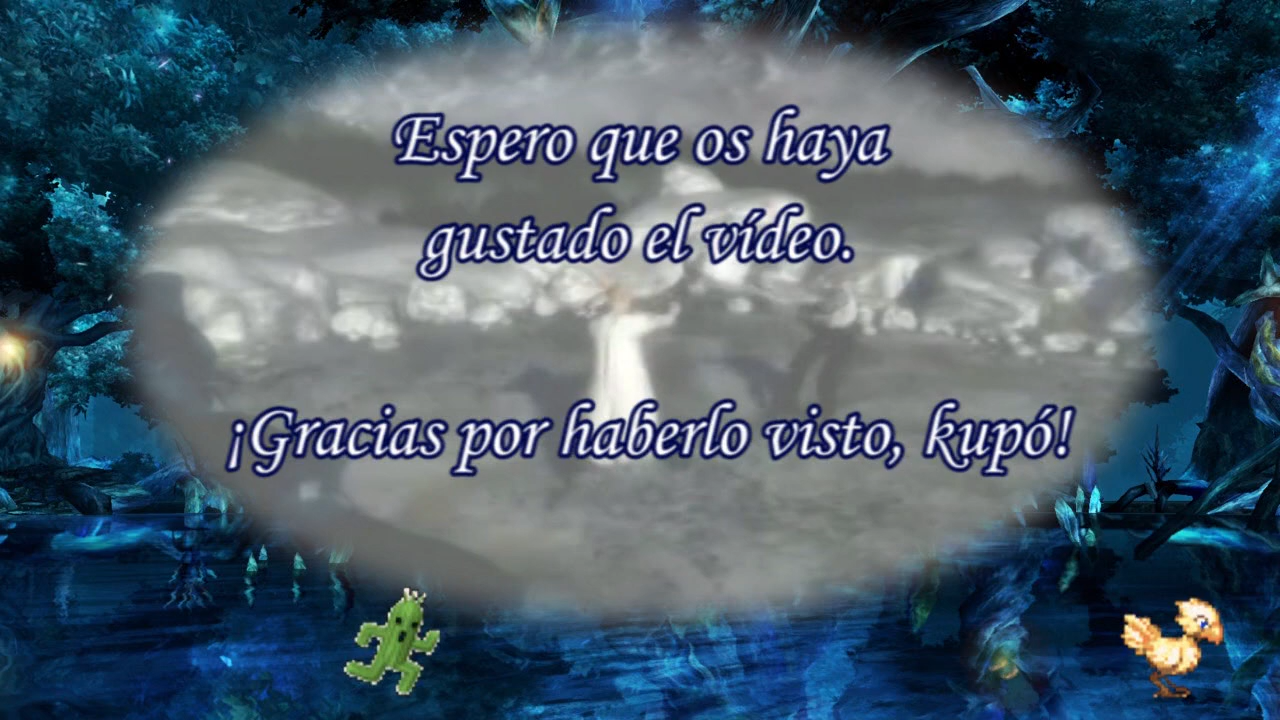 Espero que os haya
gustado el vídeo.
¡Gracias por haberlo visto, kupó!